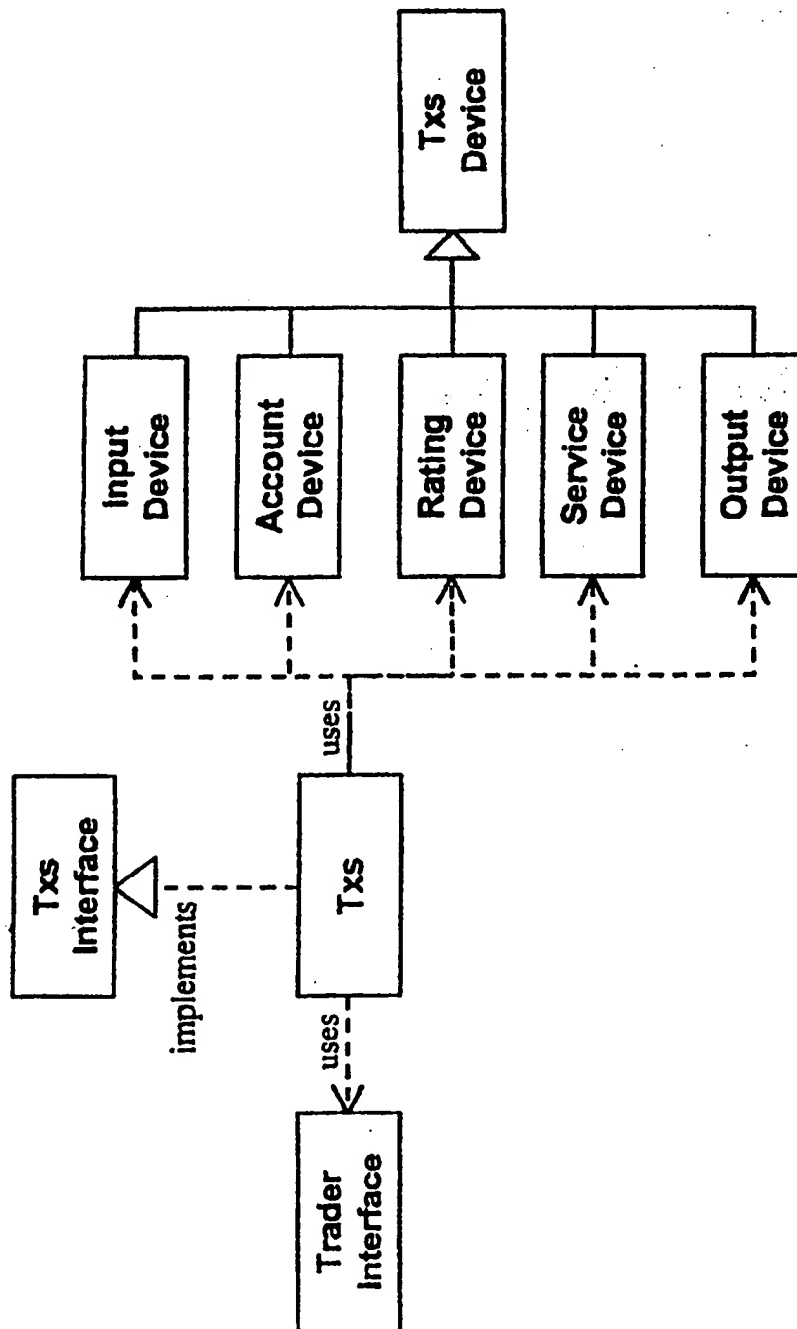 Txs
Interface
implements
Trader
Interface
uses
Txs
uses
Input
Device
Account
Device
Rating
Device
Service
Device
Output
Device
Txs
Device